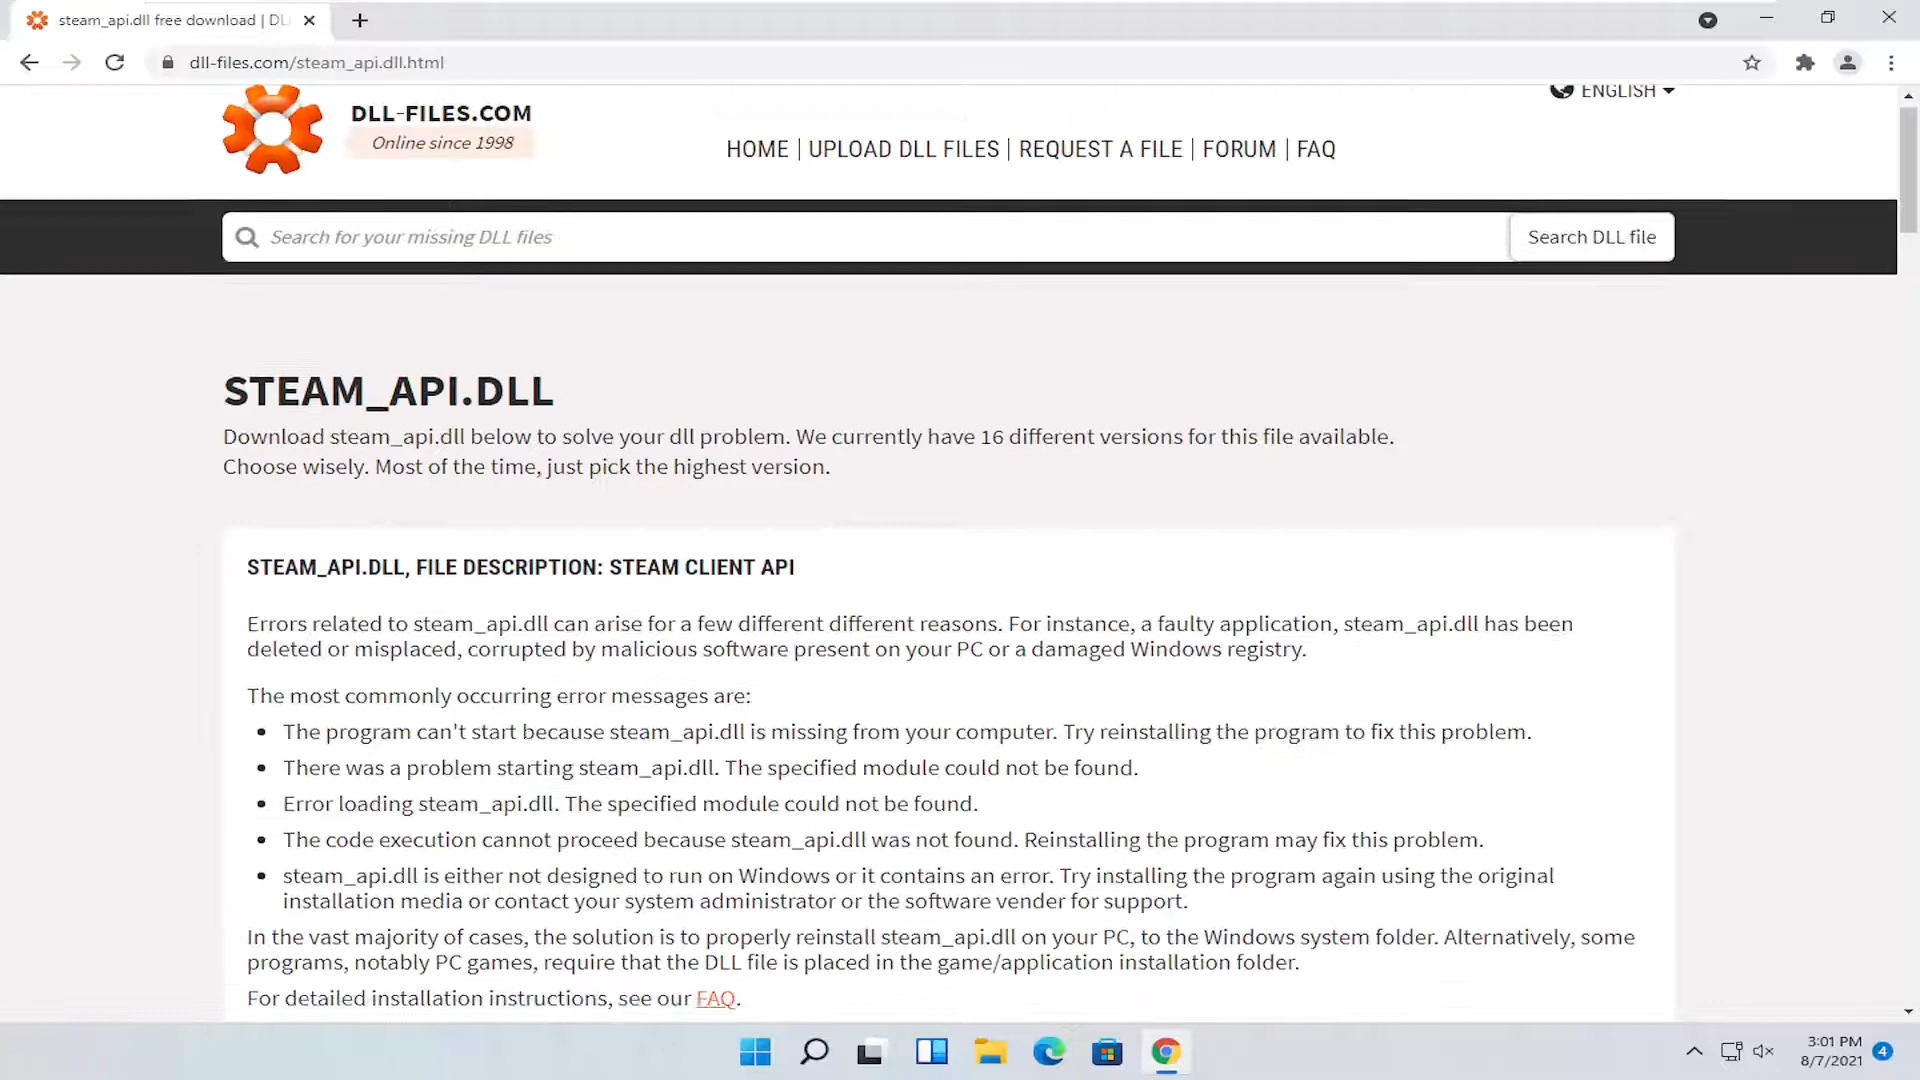 steam_api.dll free download | DL
dll-files.com/steam_api.dll.html
DLL-FILES.COM
Online since 1998
ENGLISH
HOME | UPLOAD DLL FILES | REQUEST A FILE | FORUM | FAQ
Search for your missing DLL files
Search DLL file
STEAM_API.DLL
Download steam_api.dll below to solve your dll problem. We currently have 16 different versions for this file available.
Choose wisely. Most of the time, just pick the highest version.
STEAM_API.DLL, FILE DESCRIPTION: STEAM CLIENT API
Errors related to steam_api.dll can arise for a few different different reasons. For instance, a faulty application, steam_api.dll has been
deleted or misplaced, corrupted by malicious software present on your PC or a damaged Windows registry.
The most commonly occurring error messages are:
• The program can't start because steam_api.dll is missing from your computer. Try reinstalling the program to fix this problem.
• There was a problem starting steam_api.dll. The specified module could not be found.
• Error loading steam_api.dll. The specified module could not be found.
• The code execution cannot proceed because steam_api.dll was not found. Reinstalling the program may fix this problem.
• steam_api.dll is either not designed to run on Windows or it contains an error. Try installing the program again using the original
installation media or contact your system administrator or the software vender for support.
In the vast majority of cases, the solution is to properly reinstall steam_api.dll on your PC, to the Windows system folder. Alternatively, some
programs, notably PC games, require that the DLL file is placed in the game/application installation folder.
For detailed installation instructions, see our FAQ.
3:01 PM
8/7/2021
4